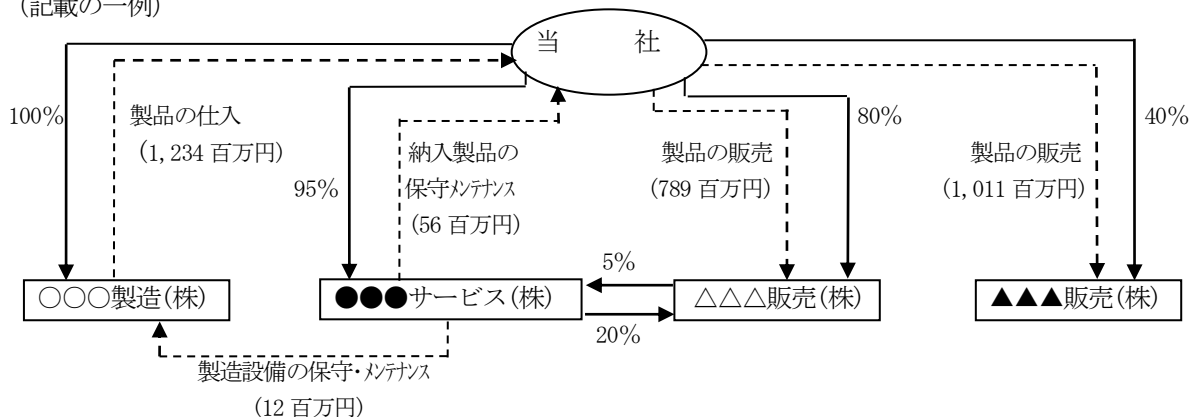 （記載の一例）
当　　社
100%
製品の仕入
（1,234 百万円）
95%
納入製品の
保守メンテナンス
（56 百万円）
製品の販売
（789 百万円）
80%
製品の販売
（1,011 百万円）
40%
○○○製造（株）
●●●サービス（株）
5%
20%
△△△販売（株）
▲▲▲販売（株）
製造設備の保守・メンテナンス
（12 百万円）